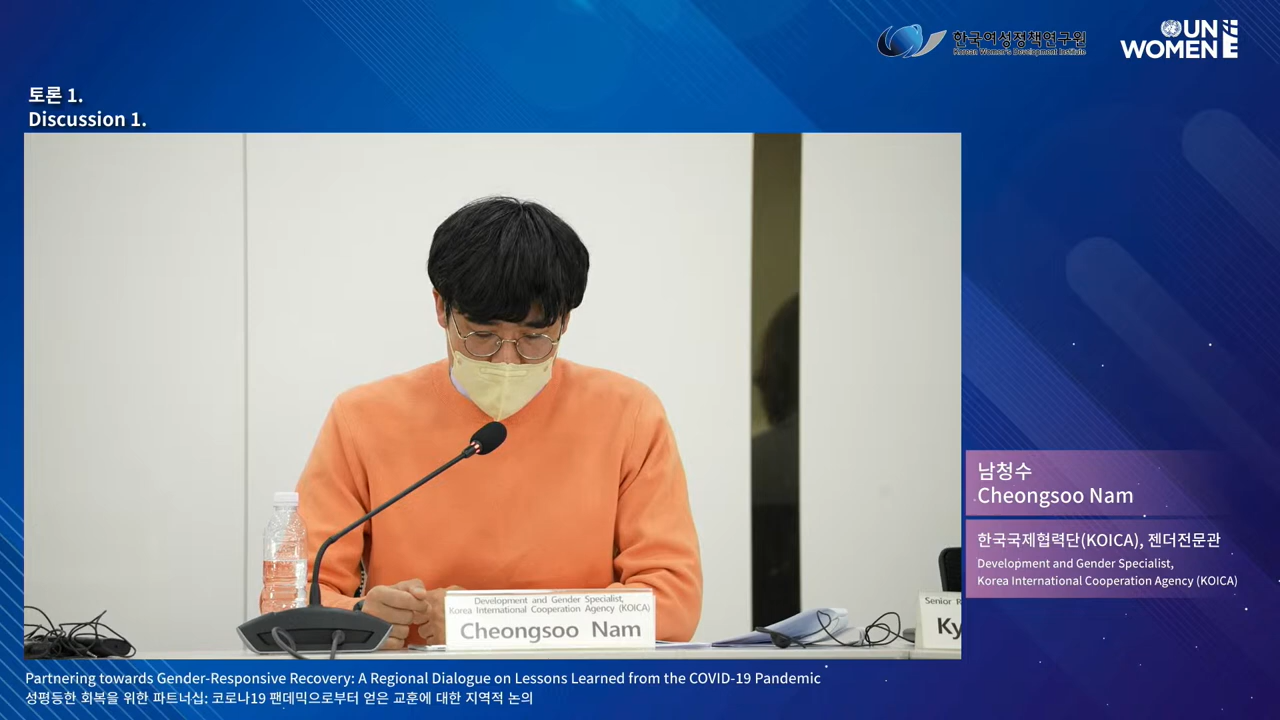 한국여성정책연구원
Korean Women's Development Institute
UN
WOMEN
토론 1.
Discussion 1.
남청수
Cheongsoo Nam
한국국제협력단(KOICA), 젠더전문관
Development and Gender Specialist,
Korea International Cooperation Agency (KOICA)
Development and Gender Specialist,
Korea International Cooperation Agency (KOICA)
Cheongsoo Nam
Senior R
Ky
Partnering towards Gender-Responsive Recovery: A Regional Dialogue on Lessons Learned from the COVID-19 Pandemic
성평등한 회복을 위한 파트너십: 코로나19 팬데믹으로부터 얻은 교훈에 대한 지역적 논의